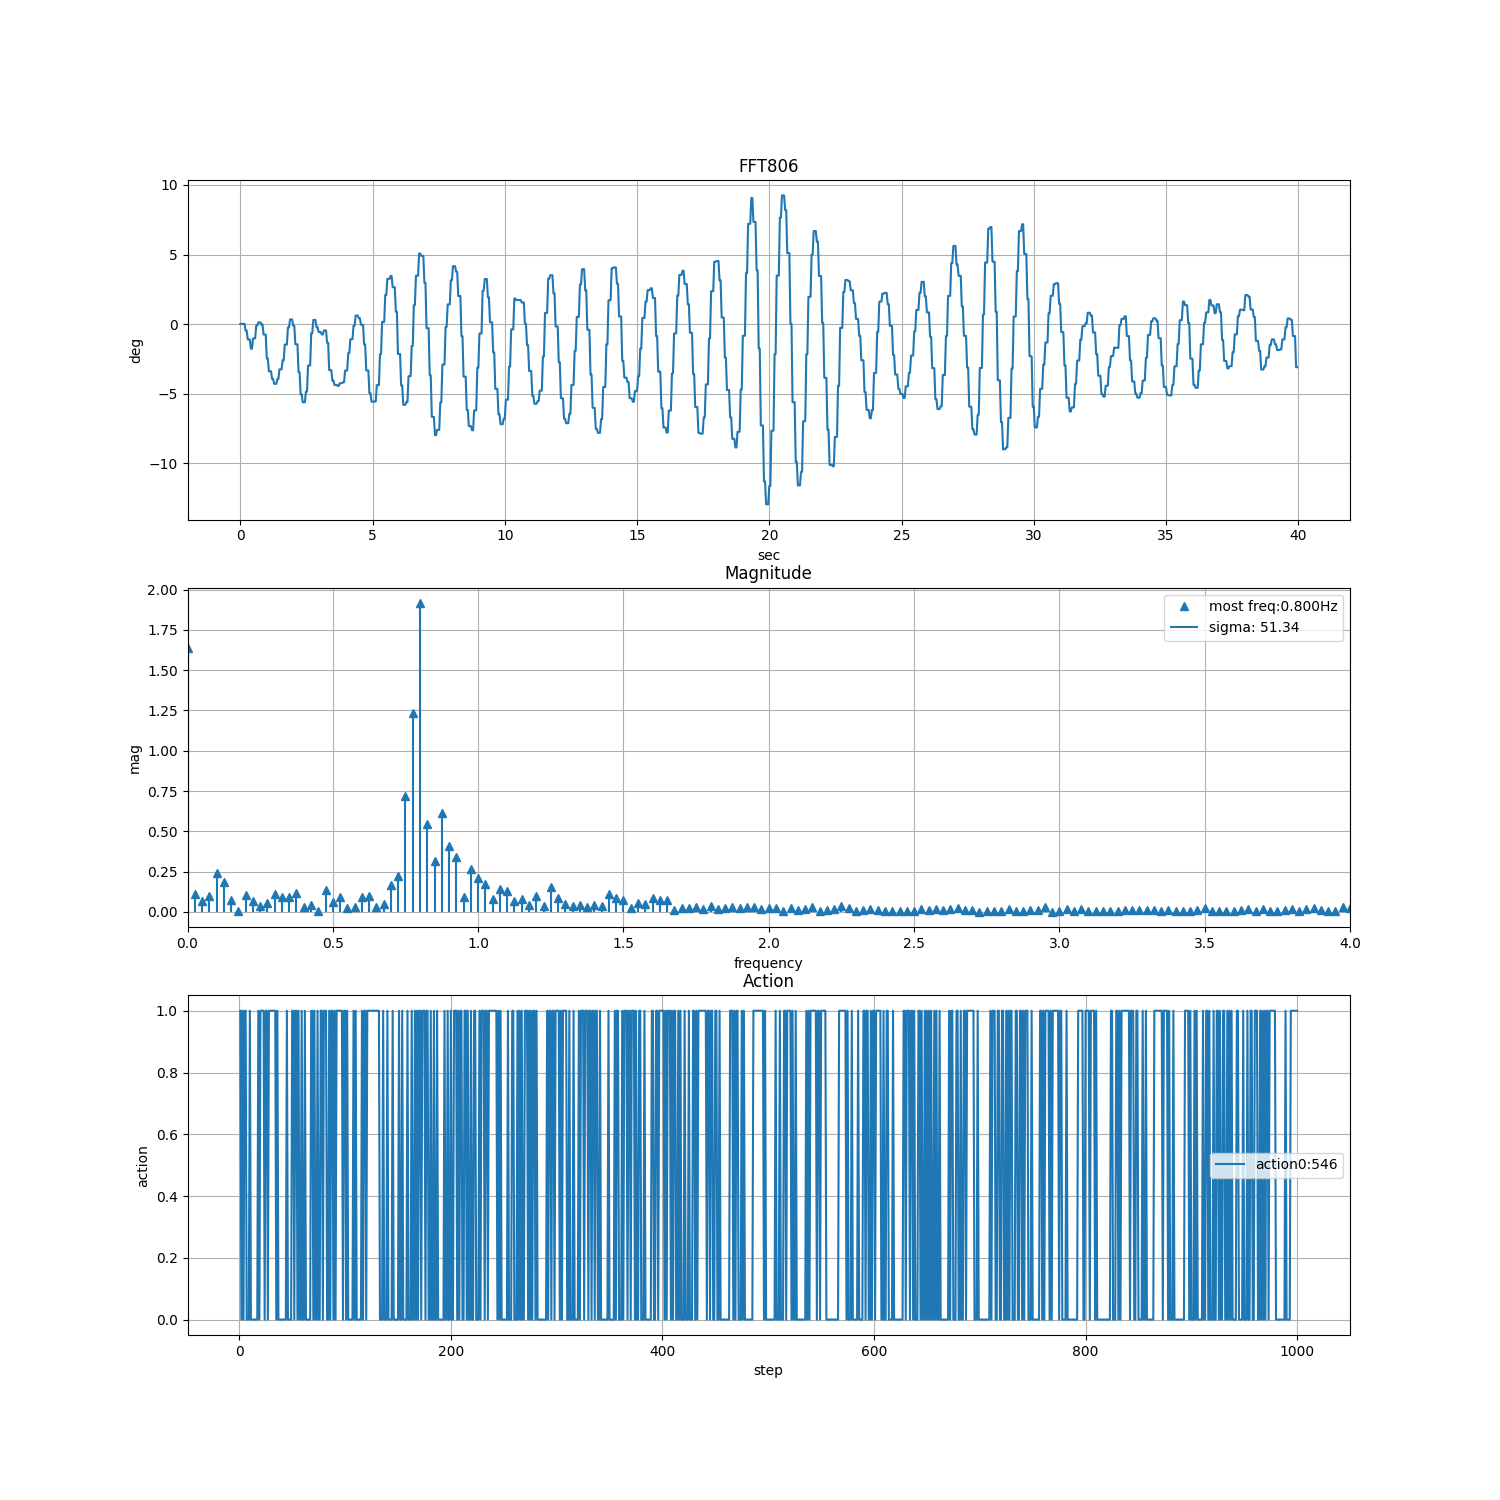 FFT806
10
5
0
−5
−10
deg
0 5 10 15 20 25 30 35 40
sec
Magnitude
2.00
1.75
1.50
1.25
1.00
0.75
0.50
0.25
0.00
mag
most freq:0.800Hz
sigma: 51.34
0.0 0.5 1.0 1.5 2.0 2.5 3.0 3.5 4.0
frequency
Action
1.0
0.8
0.6
0.4
0.2
0.0
action
action0:546
0 200 400 600 800 1000
step